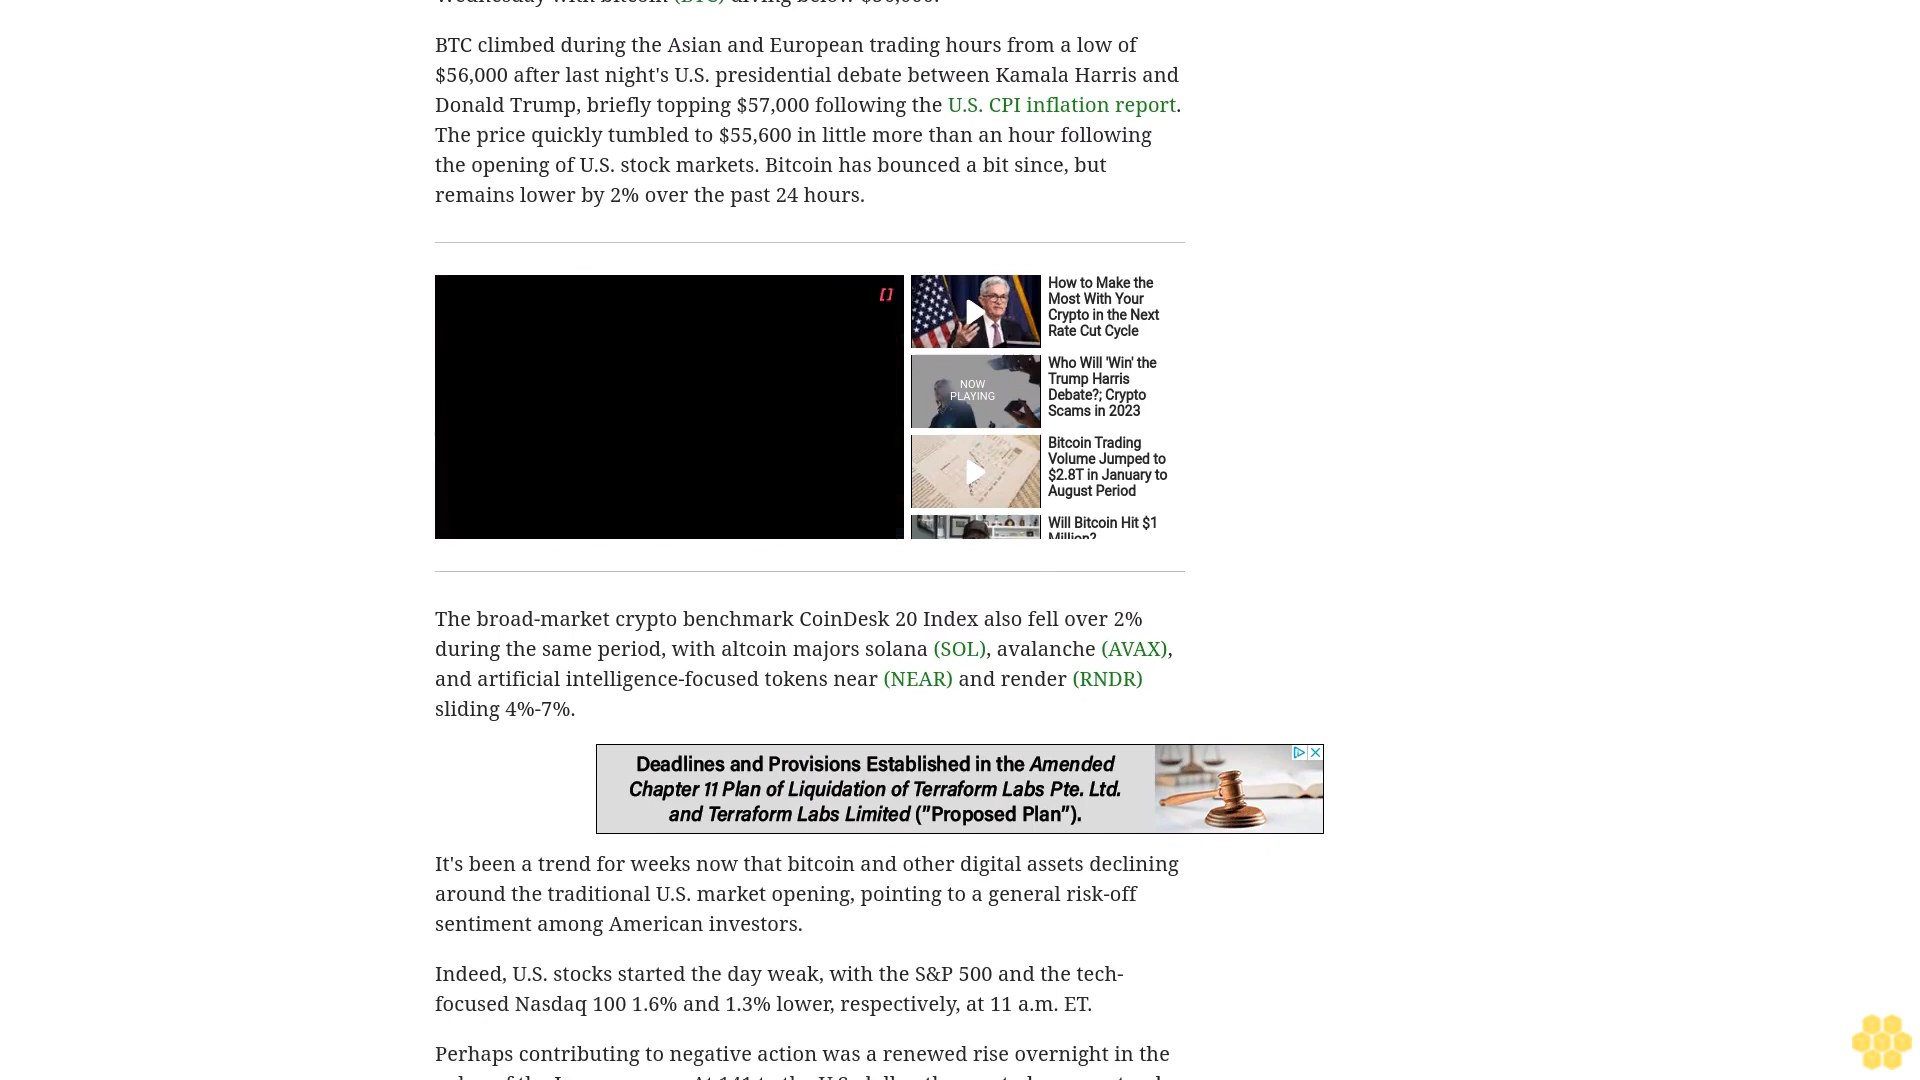 BTC climbed during the Asian and European trading hours from a low of
$56,000 after last night's U.S. presidential debate between Kamala Harris and
Donald Trump, briefly topping $57,000 following the U.S. CPI inflation report.
The price quickly tumbled to $55,600 in little more than an hour following
the opening of U.S. stock markets. Bitcoin has bounced a bit since, but
remains lower by 2% over the past 24 hours.
How to Make the
Most With Your
Crypto in the Next
Rate Cut Cycle
NOW
PLAYING
Who Will 'Win' the
Trump Harris
Debate?; Crypto
Scams in 2023
Bitcoin Trading
Volume Jumped to
$2.8T in January to
August Period
Will Bitcoin Hit $1
Million?
The broad-market crypto benchmark CoinDesk 20 Index also fell over 2%
during the same period, with altcoin majors solana (SOL), avalanche (AVAX),
and artificial intelligence-focused tokens near (NEAR) and render (RNDR)
sliding 4%-7%.
Deadlines and Provisions Established in the Amended
Chapter 11 Plan of Liquidation of Terraform Labs Pte. Ltd.
and Terraform Labs Limited ("Proposed Plan").
It's been a trend for weeks now that bitcoin and other digital assets declining
around the traditional U.S. market opening, pointing to a general risk-off
sentiment among American investors.
Indeed, U.S. stocks started the day weak, with the S&P 500 and the tech-
focused Nasdaq 100 1.6% and 1.3% lower, respectively, at 11 a.m. ET.
Perhaps contributing to negative action was a renewed rise overnight in the